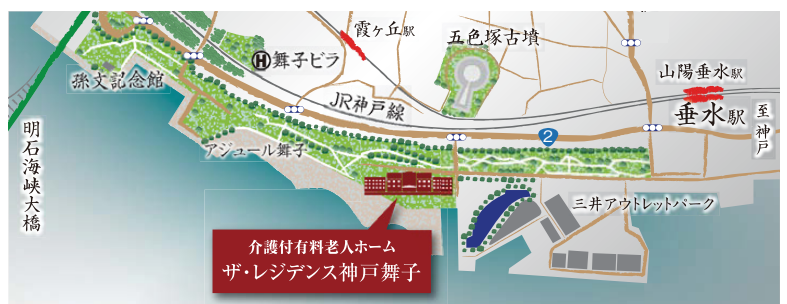 霞ヶ丘駅
五色塚古墳
H 舞子ビラ
山陽垂水駅
孫文記念館
JR神戸線
垂水駅
至神戸
2
明石海峡大橋
アジュール舞子
三井アウトレットパーク
介護付有料老人ホーム
ザ・レジデンス神戸舞子